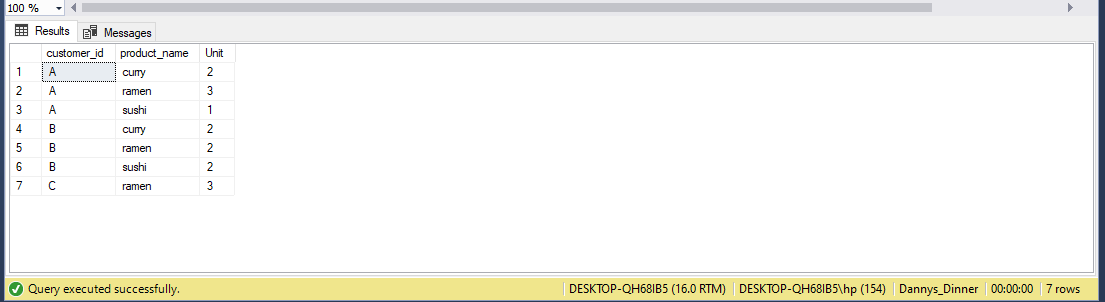 100 %
Results Messages
customer_id product_name Unit
1 A curry 2
2 A ramen 3
3 A sushi 1
4 B curry 2
5 B ramen 2
6 B sushi 2
7 C ramen 3
Query executed successfully. DESKTOP-QH68IB5 (16.0 RTM) DESKTOP-QH68IB5\hp (154) Dannys_Dinner 00:00:00 7 rows